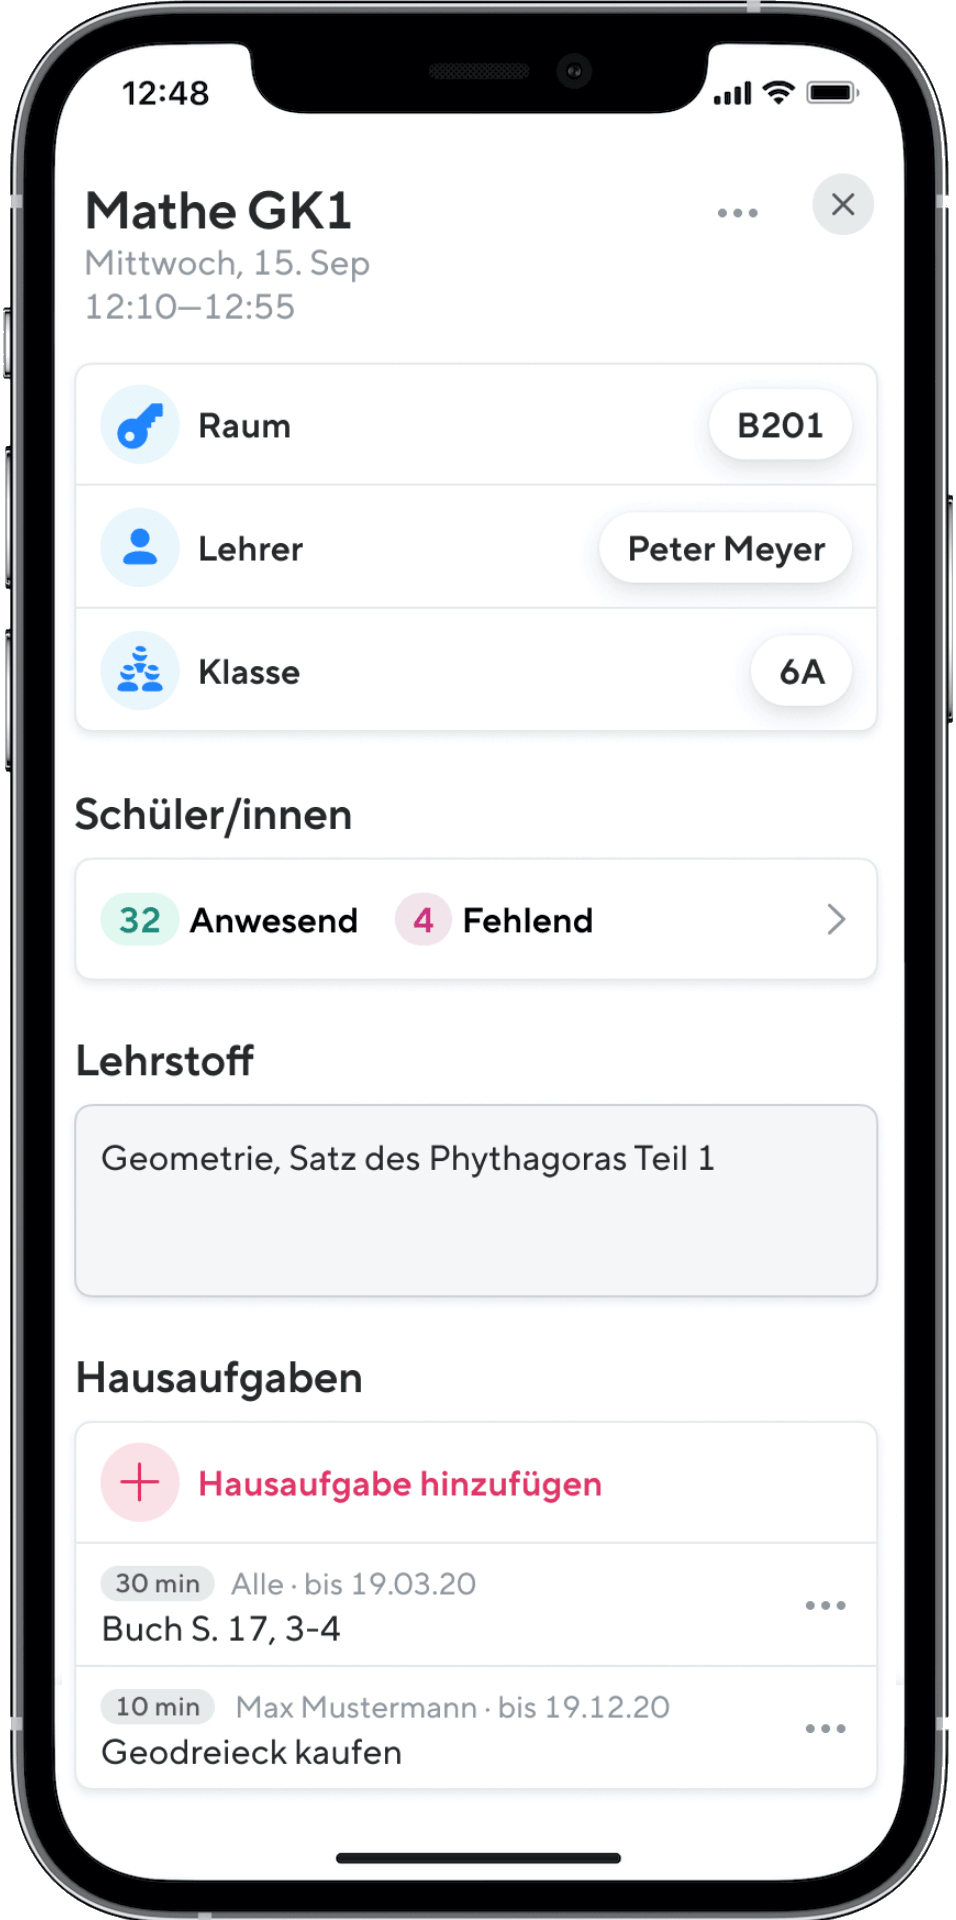 12:48
Mathe GK1
Mittwoch, 15. Sep
12:10—12:55
Raum B201
Lehrer Peter Meyer
Klasse 6A
Schüler/innen
32 Anwesend 4 Fehlend
Lehrstoff
Geometrie, Satz des Phythagoras Teil 1
Hausaufgaben
Hausaufgabe hinzufügen
30 min Alle · bis 19.03.20
Buch S. 17, 3-4
10 min Max Mustermann · bis 19.12.20
Geodreieck kaufen